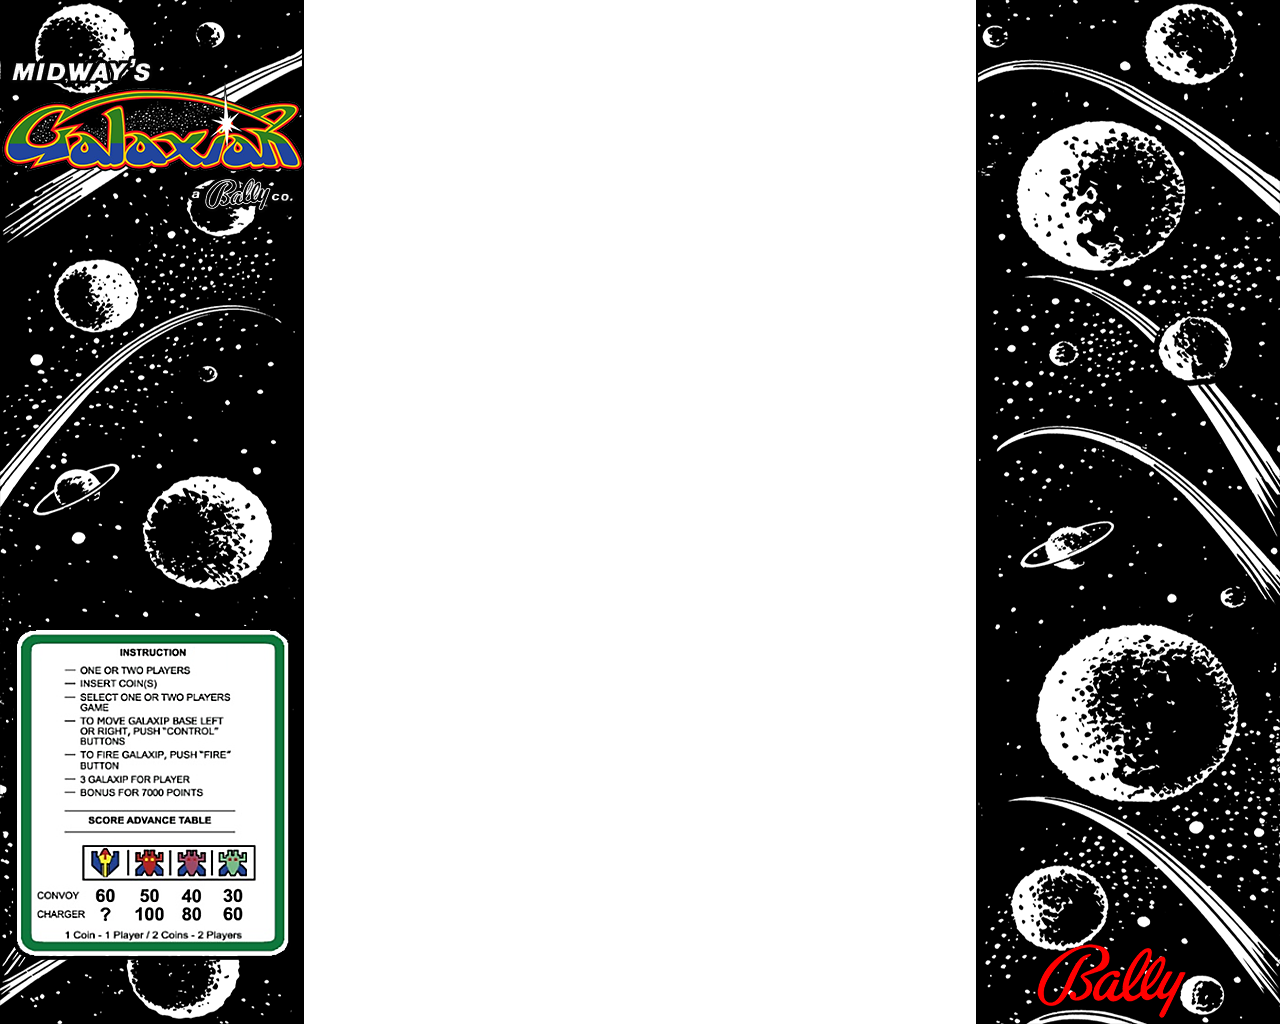 MIDWAY'S
Galaxian
a Bally co.
INSTRUCTION
— ONE OR TWO PLAYERS
— INSERT COIN(S)
— SELECT ONE OR TWO PLAYERS
GAME
— TO MOVE GALAXIP BASE LEFT
OR RIGHT, PUSH "CONTROL"
BUTTONS
— TO FIRE GALAXIP, PUSH "FIRE"
BUTTON
— 3 GALAXIP FOR PLAYER
— BONUS FOR 7000 POINTS
SCORE ADVANCE TABLE
CONVOY 60 50 40 30
CHARGER ? 100 80 60
1 Coin - 1 Player / 2 Coins - 2 Players
Bally